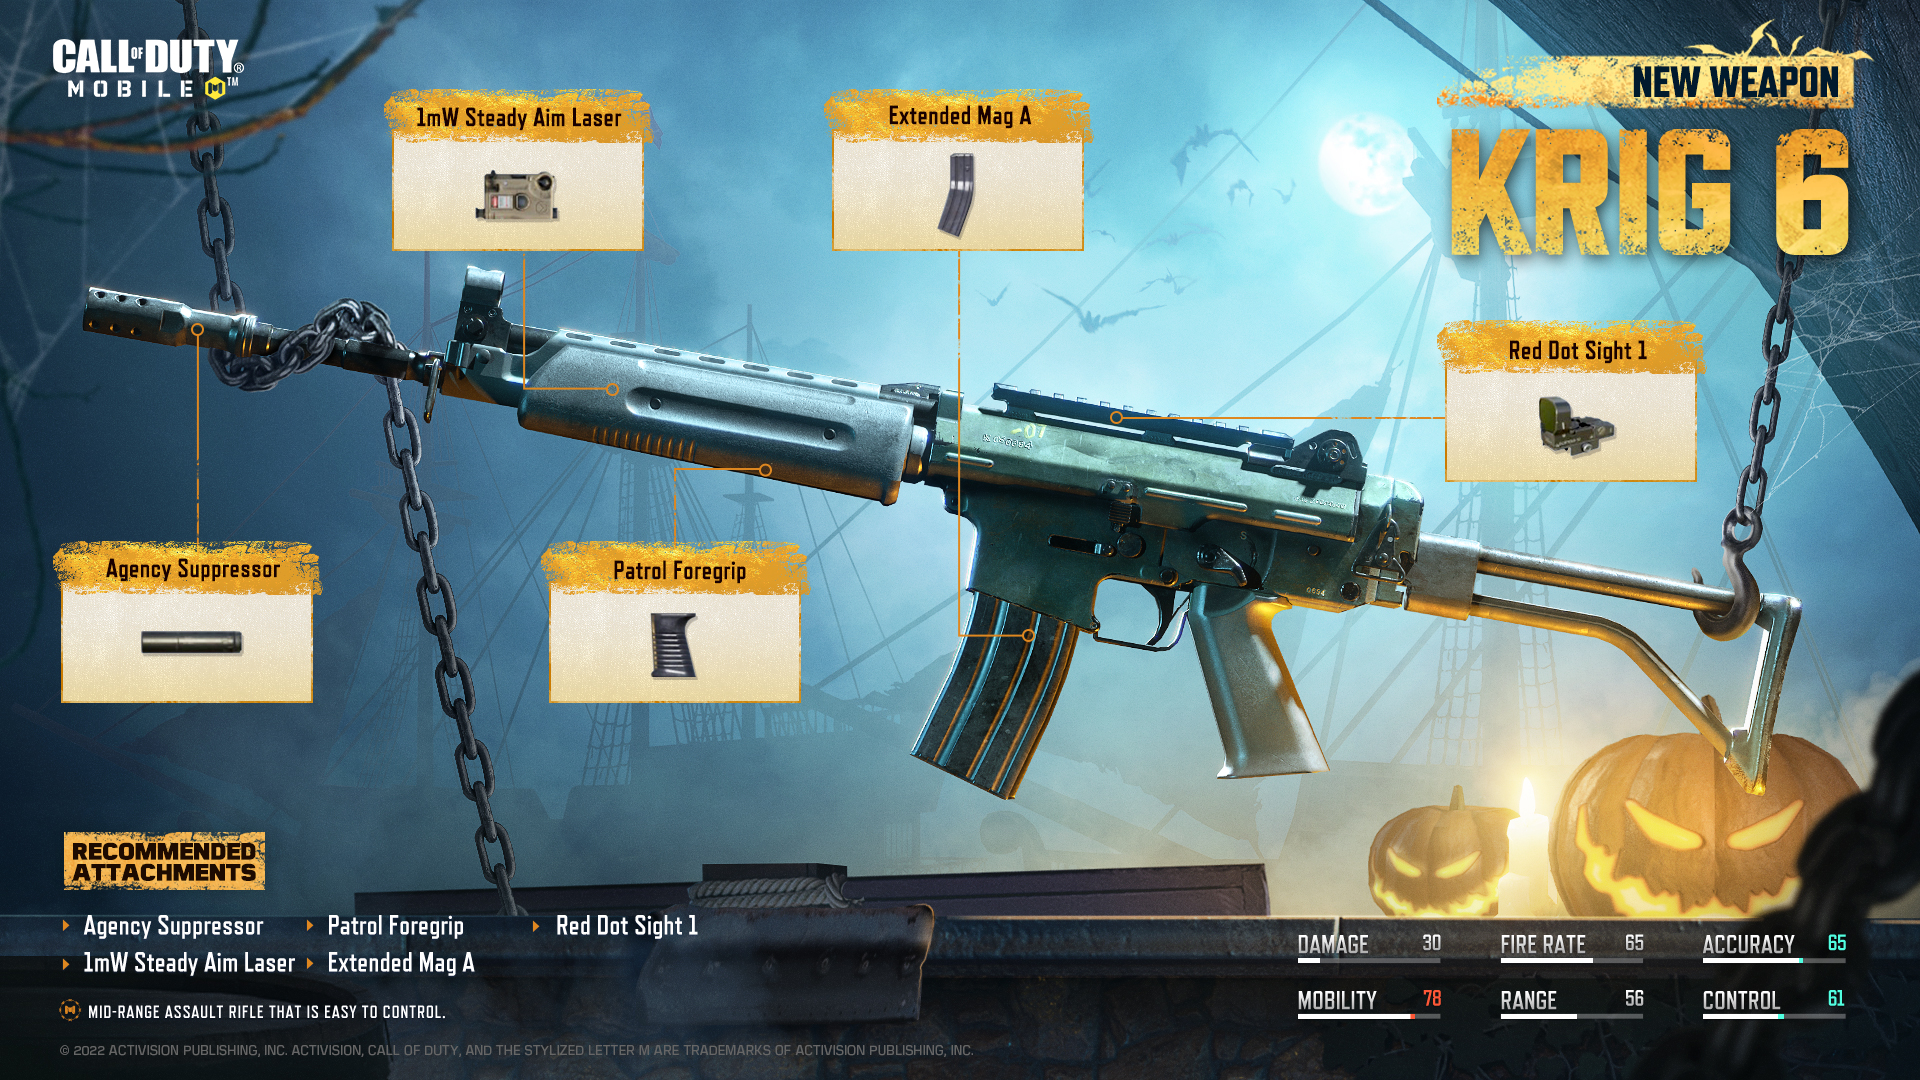 CALL OF DUTY®
MOBILE™
NEW WEAPON
KRIG 6
1mW Steady Aim Laser
Extended Mag A
Red Dot Sight 1
Agency Suppressor
Patrol Foregrip
-01
S
0694
RECOMMENDED
ATTACHMENTS
Agency Suppressor
Patrol Foregrip
Red Dot Sight 1
1mW Steady Aim Laser
Extended Mag A
MID-RANGE ASSAULT RIFLE THAT IS EASY TO CONTROL.
DAMAGE 30
FIRE RATE 65
ACCURACY 65
MOBILITY 78
RANGE 56
CONTROL 61
© 2022 ACTIVISION PUBLISHING, INC. ACTIVISION, CALL OF DUTY, AND THE STYLIZED LETTER M ARE TRADEMARKS OF ACTIVISION PUBLISHING, INC.